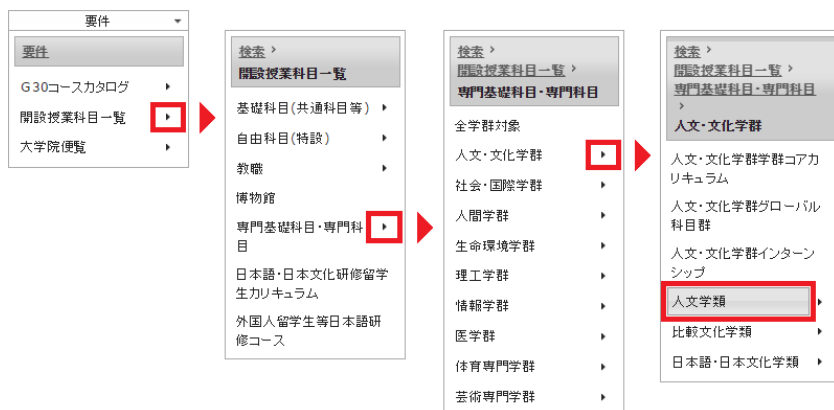 要件
要件
G30コースカタログ
開設授業科目一覧
大学院便覧
検索 ›
開設授業科目一覧
基礎科目(共通科目等)
自由科目(特設)
教職
博物館
専門基礎科目・専門科
目
日本語・日本文化研修留学
生カリキュラム
外国人留学生等日本語研
修コース
検索 ›
開設授業科目一覧 ›
専門基礎科目・専門科目
全学群対象
人文・文化学群
社会・国際学群
人間学群
生命環境学群
理工学群
情報学群
医学群
体育専門学群
芸術専門学群
検索 ›
開設授業科目一覧 ›
専門基礎科目・専門科目
›
人文・文化学群
人文・文化学群学群コアカ
リキュラム
人文・文化学群グローバル
科目群
人文・文化学群インターン
シップ
人文学類
比較文化学類
日本語・日本文化学類